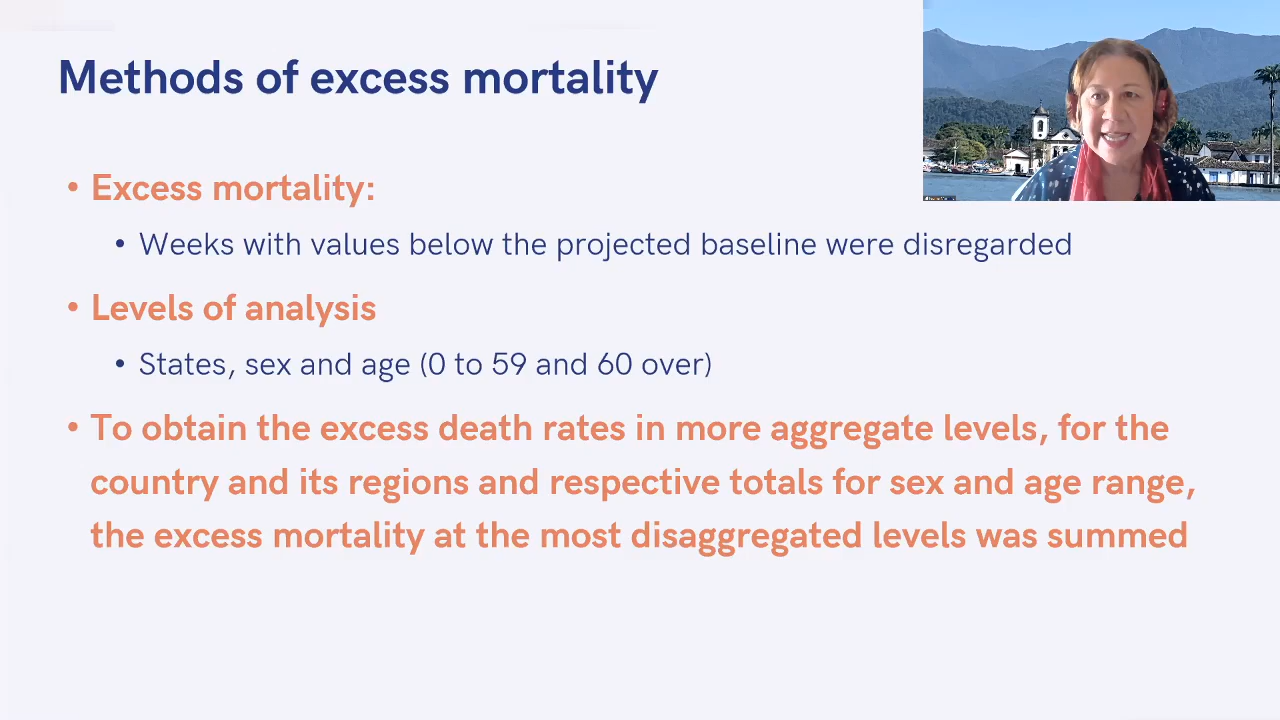 Methods of excess mortality
• Excess mortality:
• Weeks with values below the projected baseline were disregarded
• Levels of analysis
• States, sex and age (0 to 59 and 60 over)
• To obtain the excess death rates in more aggregate levels, for the
country and its regions and respective totals for sex and age range,
the excess mortality at the most disaggregated levels was summed